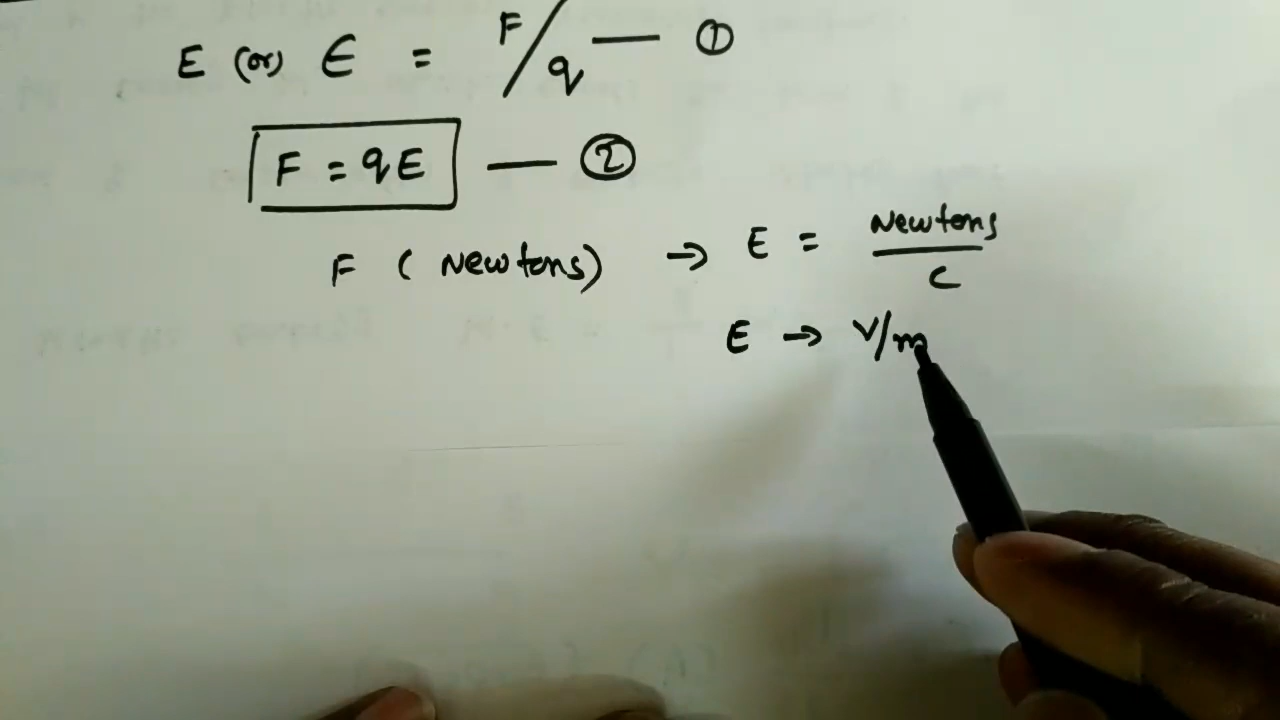 E (or) ϵ = F/q — ①
F = qE — ②
F (Newtons) → E = Newtons/C
E → V/m